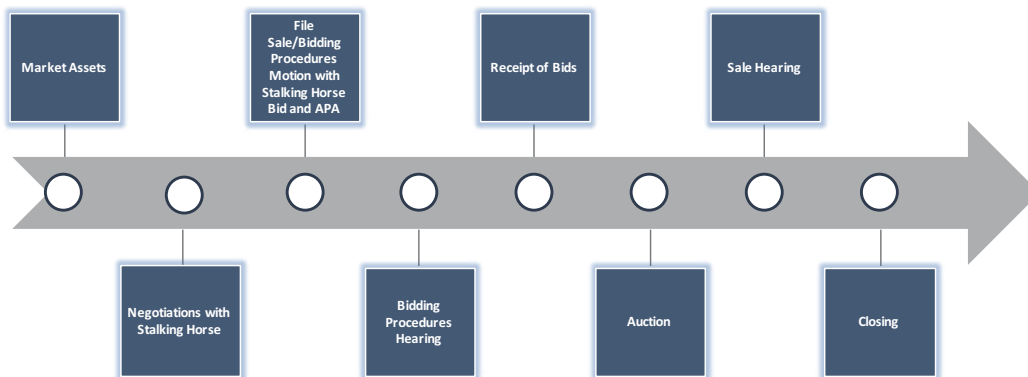 Market Assets
Negotiations with
Stalking Horse
File
Sale/Bidding
Procedures
Motion with
Stalking Horse
Bid and APA
Bidding
Procedures
Hearing
Receipt of Bids
Auction
Sale Hearing
Closing